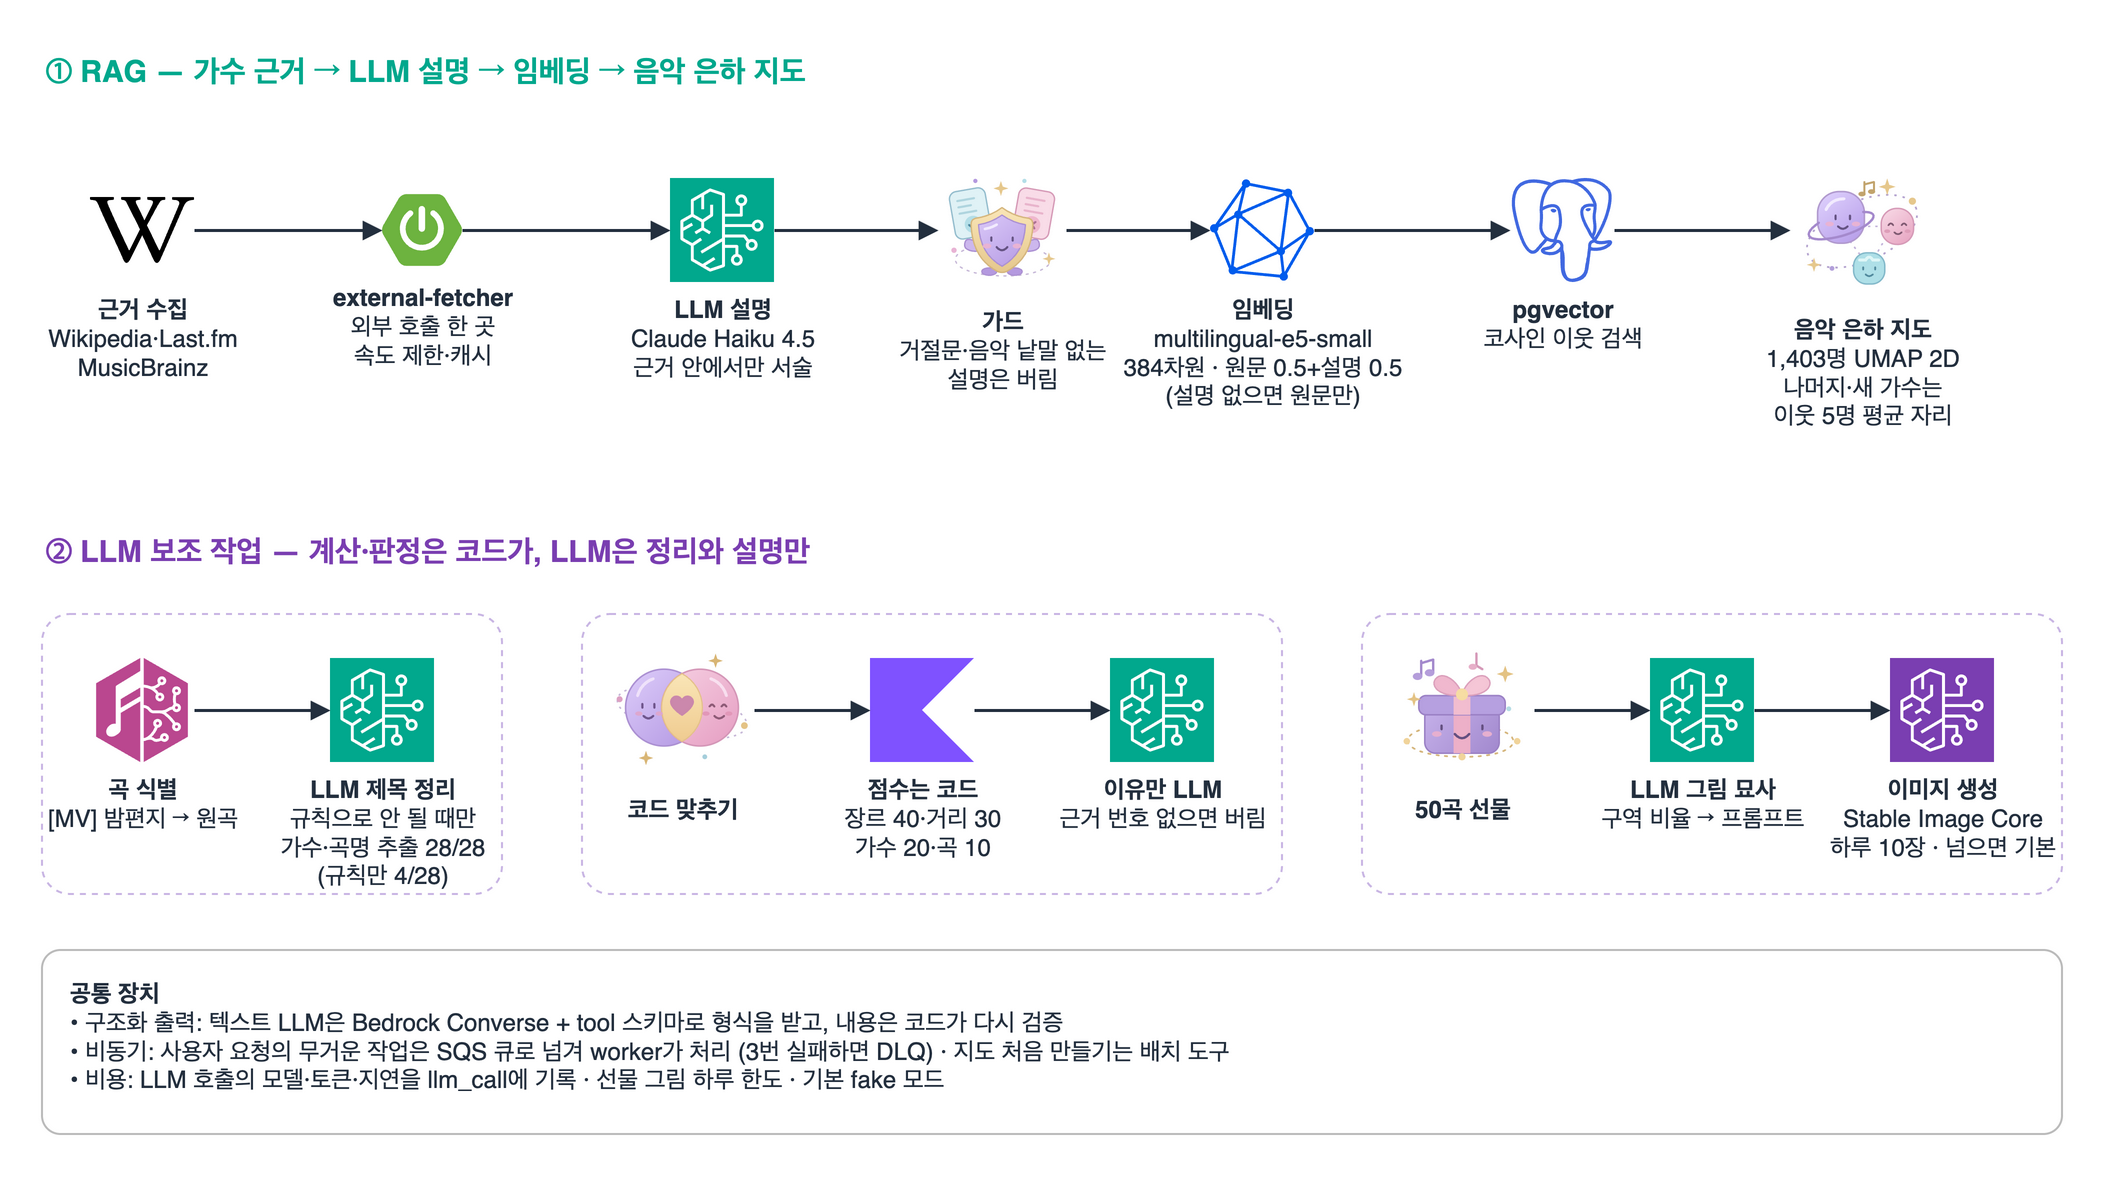 ① RAG — 가수 근거 → LLM 설명 → 임베딩 → 음악 은하 지도
근거 수집
Wikipedia·Last.fm
MusicBrainz
external-fetcher
외부 호출 한 곳
속도 제한·캐시
LLM 설명
Claude Haiku 4.5
근거 안에서만 서술
가드
거절문·음악 낱말 없는
설명은 버림
임베딩
multilingual-e5-small
384차원 · 원문 0.5+설명 0.5
(설명 없으면 원문만)
pgvector
코사인 이웃 검색
음악 은하 지도
1,403명 UMAP 2D
나머지·새 가수는
이웃 5명 평균 자리
② LLM 보조 작업 — 계산·판정은 코드가, LLM은 정리와 설명만
곡 식별
[MV] 밤편지 → 원곡
LLM 제목 정리
규칙으로 안 될 때만
가수·곡명 추출 28/28
(규칙만 4/28)
코드 맞추기
점수는 코드
장르 40·거리 30
가수 20·곡 10
이유만 LLM
근거 번호 없으면 버림
50곡 선물
LLM 그림 묘사
구역 비율 → 프롬프트
이미지 생성
Stable Image Core
하루 10장 · 넘으면 기본
공통 장치
• 구조화 출력: 텍스트 LLM은 Bedrock Converse + tool 스키마로 형식을 받고, 내용은 코드가 다시 검증
• 비동기: 사용자 요청의 무거운 작업은 SQS 큐로 넘겨 worker가 처리 (3번 실패하면 DLQ) · 지도 처음 만들기는 배치 도구
• 비용: LLM 호출의 모델·토큰·지연을 llm_call에 기록 · 선물 그림 하루 한도 · 기본 fake 모드